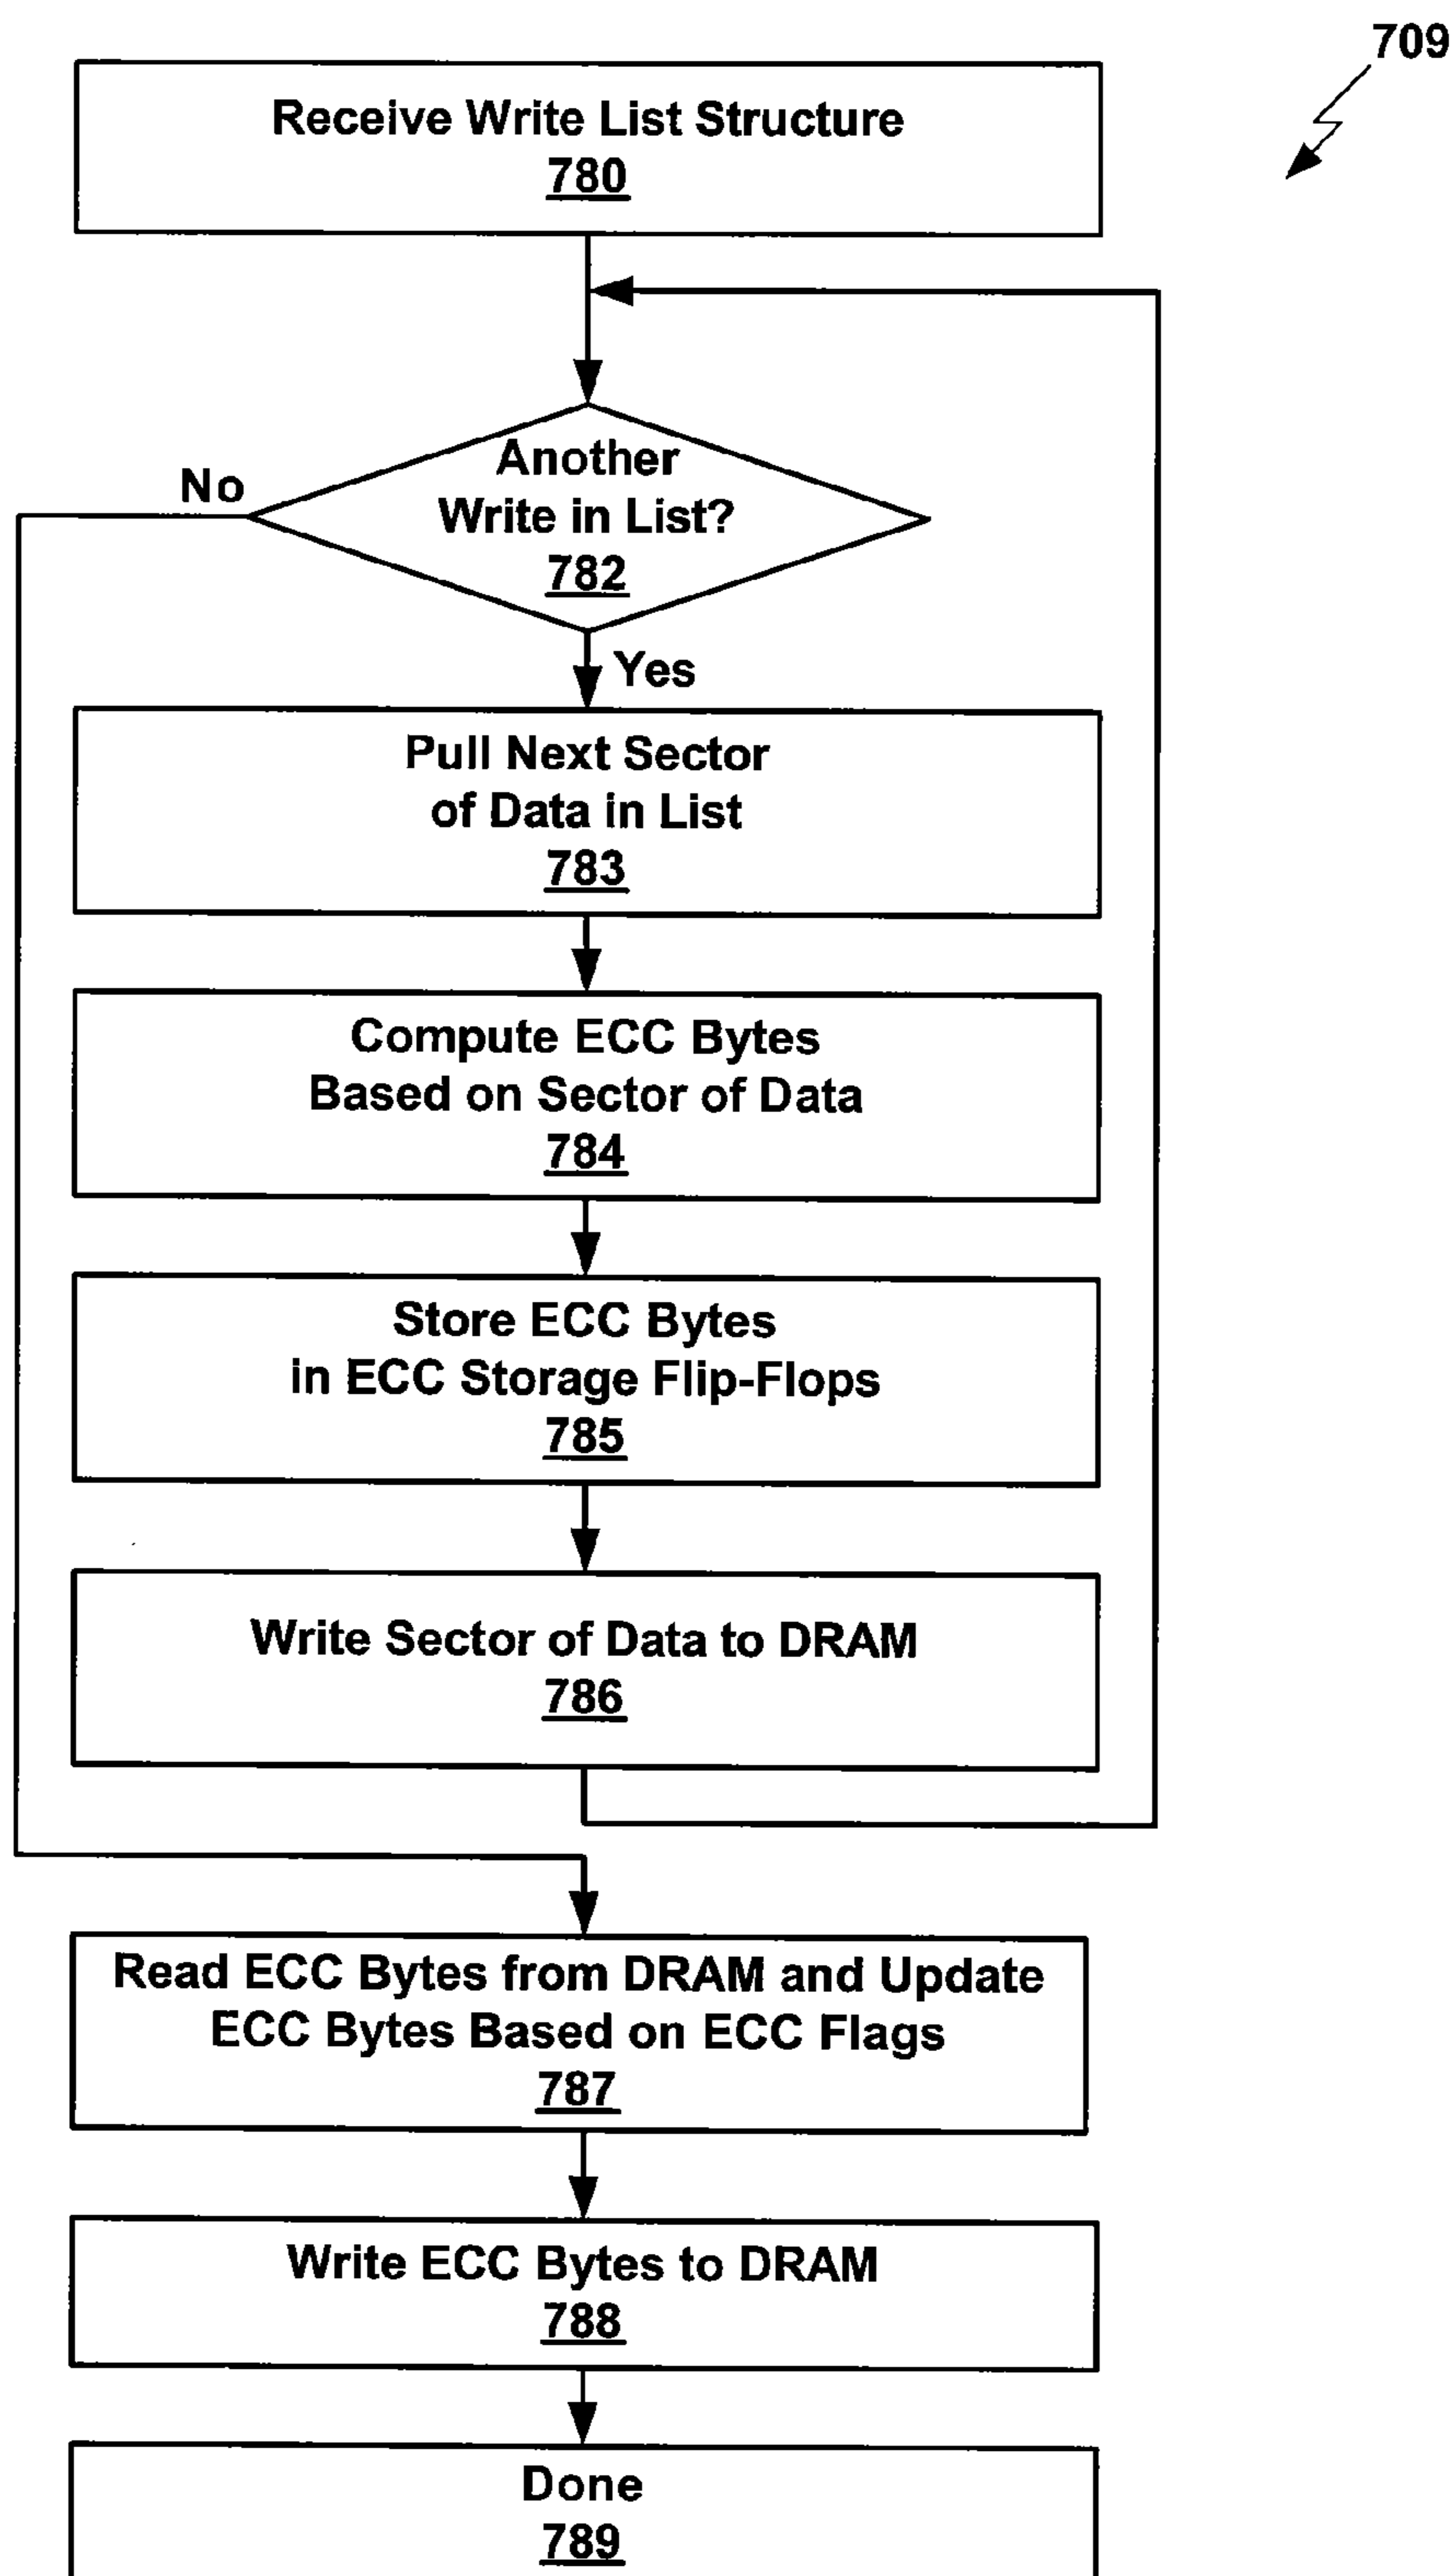 709
Receive Write List Structure
780
Another
Write in List?
782
No
Yes
Pull Next Sector
of Data in List
783
Compute ECC Bytes
Based on Sector of Data
784
Store ECC Bytes
in ECC Storage Flip-Flops
785
Write Sector of Data to DRAM
786
Read ECC Bytes from DRAM and Update
ECC Bytes Based on ECC Flags
787
Write ECC Bytes to DRAM
788
Done
789